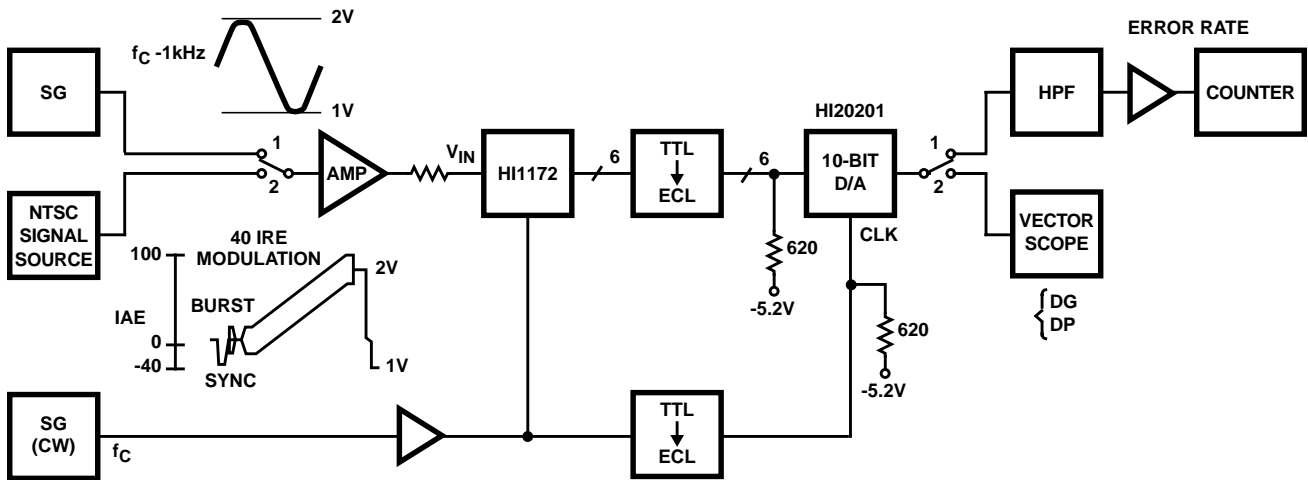 2V
f_C -1kHz
1V
SG
1
2
AMP
V_IN
HI1172
6
TTL
ECL
6
HI20201
10-BIT
D/A
CLK
1
2
HPF
ERROR RATE
COUNTER
VECTOR
SCOPE
DG
DP
NTSC
SIGNAL
SOURCE
40 IRE
MODULATION
100
2V
BURST
IAE
0
-40
SYNC
1V
620
-5.2V
620
-5.2V
SG
(CW)
f_C
TTL
ECL